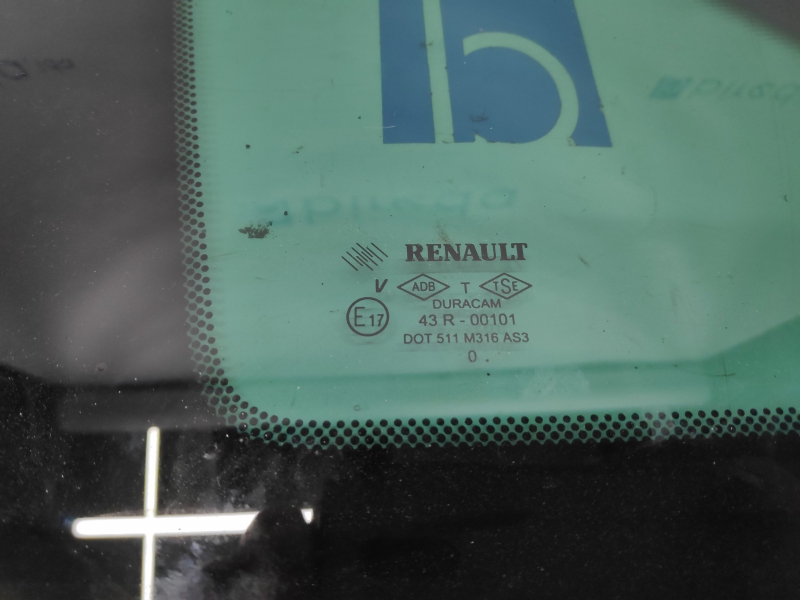 b
RENAULT
V ADB T TSE
DURACAM
E17 43 R - 00101
DOT 511 M316 AS3
0